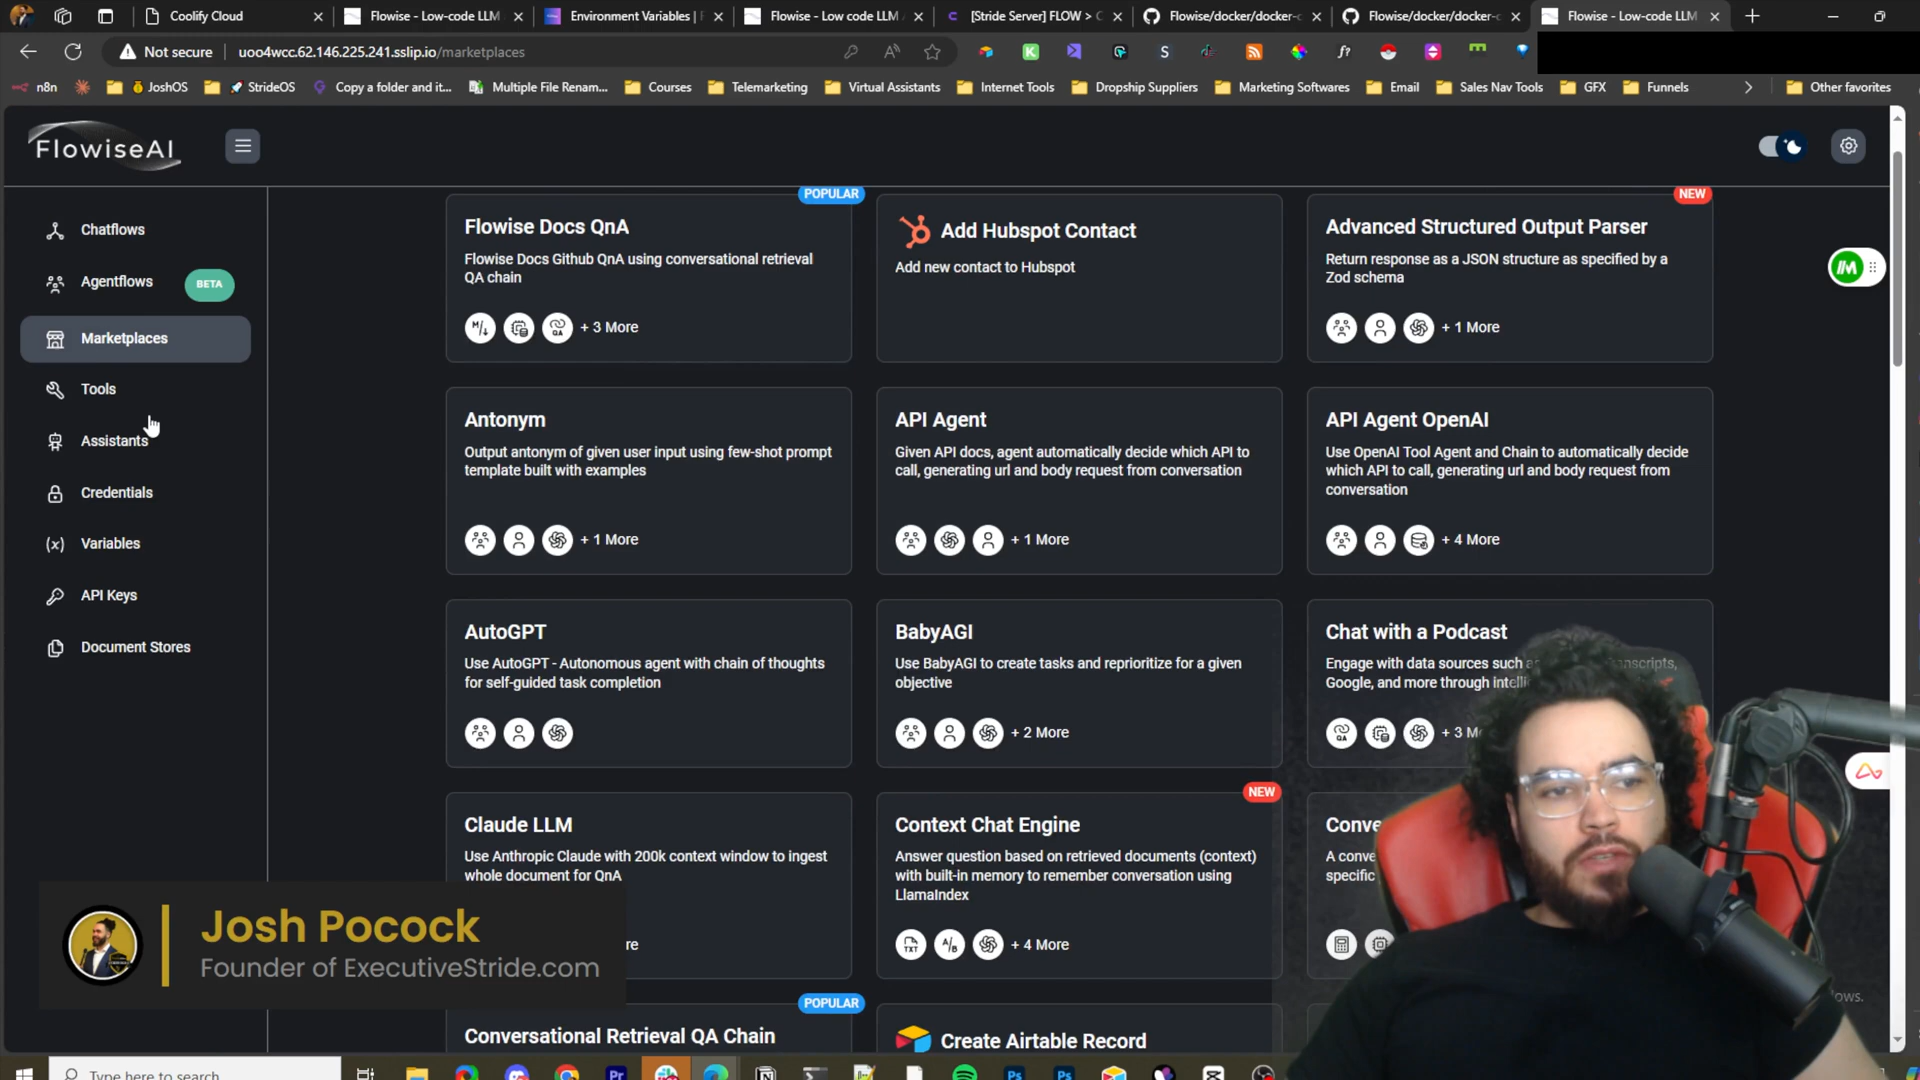 Coolify Cloud
Flowise - Low-code LLM
Environment Variables | F
Flowise - Low code LLM
[Stride Server] FLOW > C
Flowise/docker/docker-c
Flowise/docker/docker-c
Flowise - Low-code LLM
Not secure
uoo4wcc.62.146.225.241.sslip.io/marketplaces
n8n
JoshOS
StrideOS
Copy a folder and it...
Multiple File Renam...
Courses
Telemarketing
Virtual Assistants
Internet Tools
Dropship Suppliers
Marketing Softwares
Email
Sales Nav Tools
GFX
Funnels
Other favorites
FlowiseAI
Chatflows
Agentflows
BETA
Marketplaces
Tools
Assistants
Credentials
Variables
API Keys
Document Stores
POPULAR
Flowise Docs QnA
Flowise Docs Github QnA using conversational retrieval
QA chain
+ 3 More
Add Hubspot Contact
Add new contact to Hubspot
NEW
Advanced Structured Output Parser
Return response as a JSON structure as specified by a
Zod schema
+ 1 More
Antonym
Output antonym of given user input using few-shot prompt
template built with examples
+ 1 More
API Agent
Given API docs, agent automatically decide which API to
call, generating url and body request from conversation
+ 1 More
API Agent OpenAI
Use OpenAI Tool Agent and Chain to automatically decide
which API to call, generating url and body request from
conversation
+ 4 More
AutoGPT
Use AutoGPT - Autonomous agent with chain of thoughts
for self-guided task completion
BabyAGI
Use BabyAGI to create tasks and reprioritize for a given
objective
+ 2 More
Chat with a Podcast
Engage with data sources such
Google, and more through
+ 3
Claude LLM
Use Anthropic Claude with 200k context window to ingest
whole document for QnA
NEW
Context Chat Engine
Answer question based on retrieved documents (context)
with built-in memory to remember conversation using
LlamaIndex
+ 4 More
Conve
A conve
specific
Josh Pocock
Founder of ExecutiveStride.com
POPULAR
Conversational Retrieval QA Chain
Create Airtable Record
Type here to search